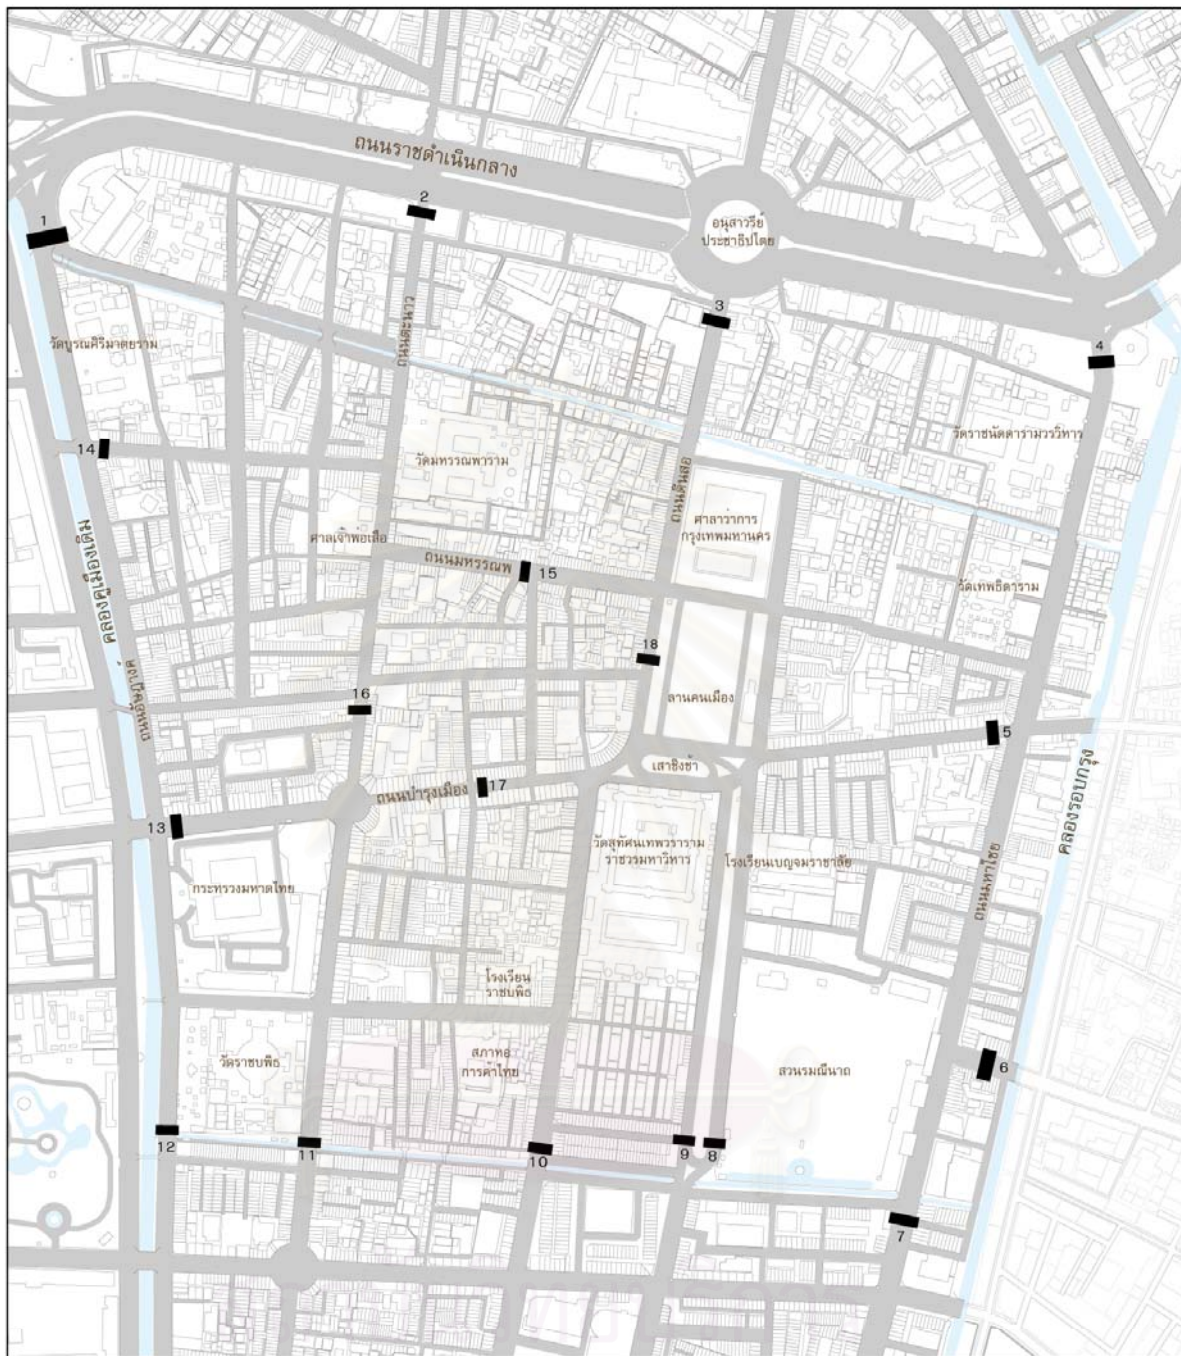 ถนนราชดำเนินกลาง
1
2
อนุสาวรีย์
ประชาธิปไตย
3
ถนนตะนาว
วัดบูรณศิริมาตยาราม
4
วัดราชนัดดารามวรวิหาร
14
วัดมหรรณพาราม
ถนนดินสอ
ศาลาว่าการ
กรุงเทพมหานคร
ศาลเจ้าพ่อเสือ
คลองคูเมืองเดิม
ถนนมหรรณพ
15
วัดเทพธิดาราม
18
16
ลานคนเมือง
5
เสาชิงช้า
17
ถนนบำรุงเมือง
คลองรอบกรุง
13
วัดสุทัศนเทพวราราม
ราชวรมหาวิหาร
โรงเรียนเบญจมราชาลัย
ถนนมหาไชย
กระทรวงมหาดไทย
โรงเรียน
ราชบพิธ
วัดราชบพิธ
สภาหอ
การค้าไทย
สวนรมณีนาถ
6
12
11
10
9
8
7